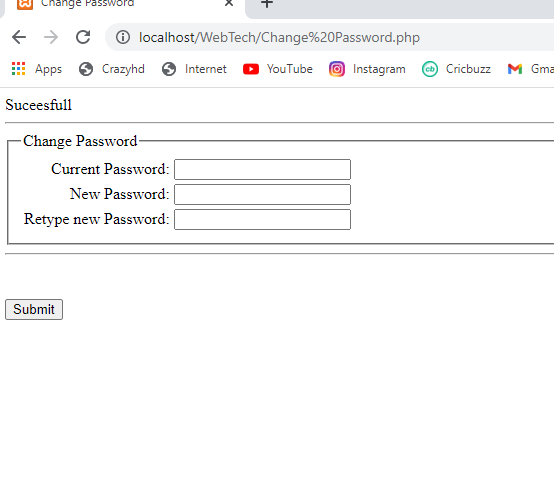 Change Password
localhost/WebTech/Change%20Password.php
Apps Crazyhd Internet YouTube Instagram cb Cricbuzz Gma
Suceesfull
Change Password
Current Password:
New Password:
Retype new Password:
Submit